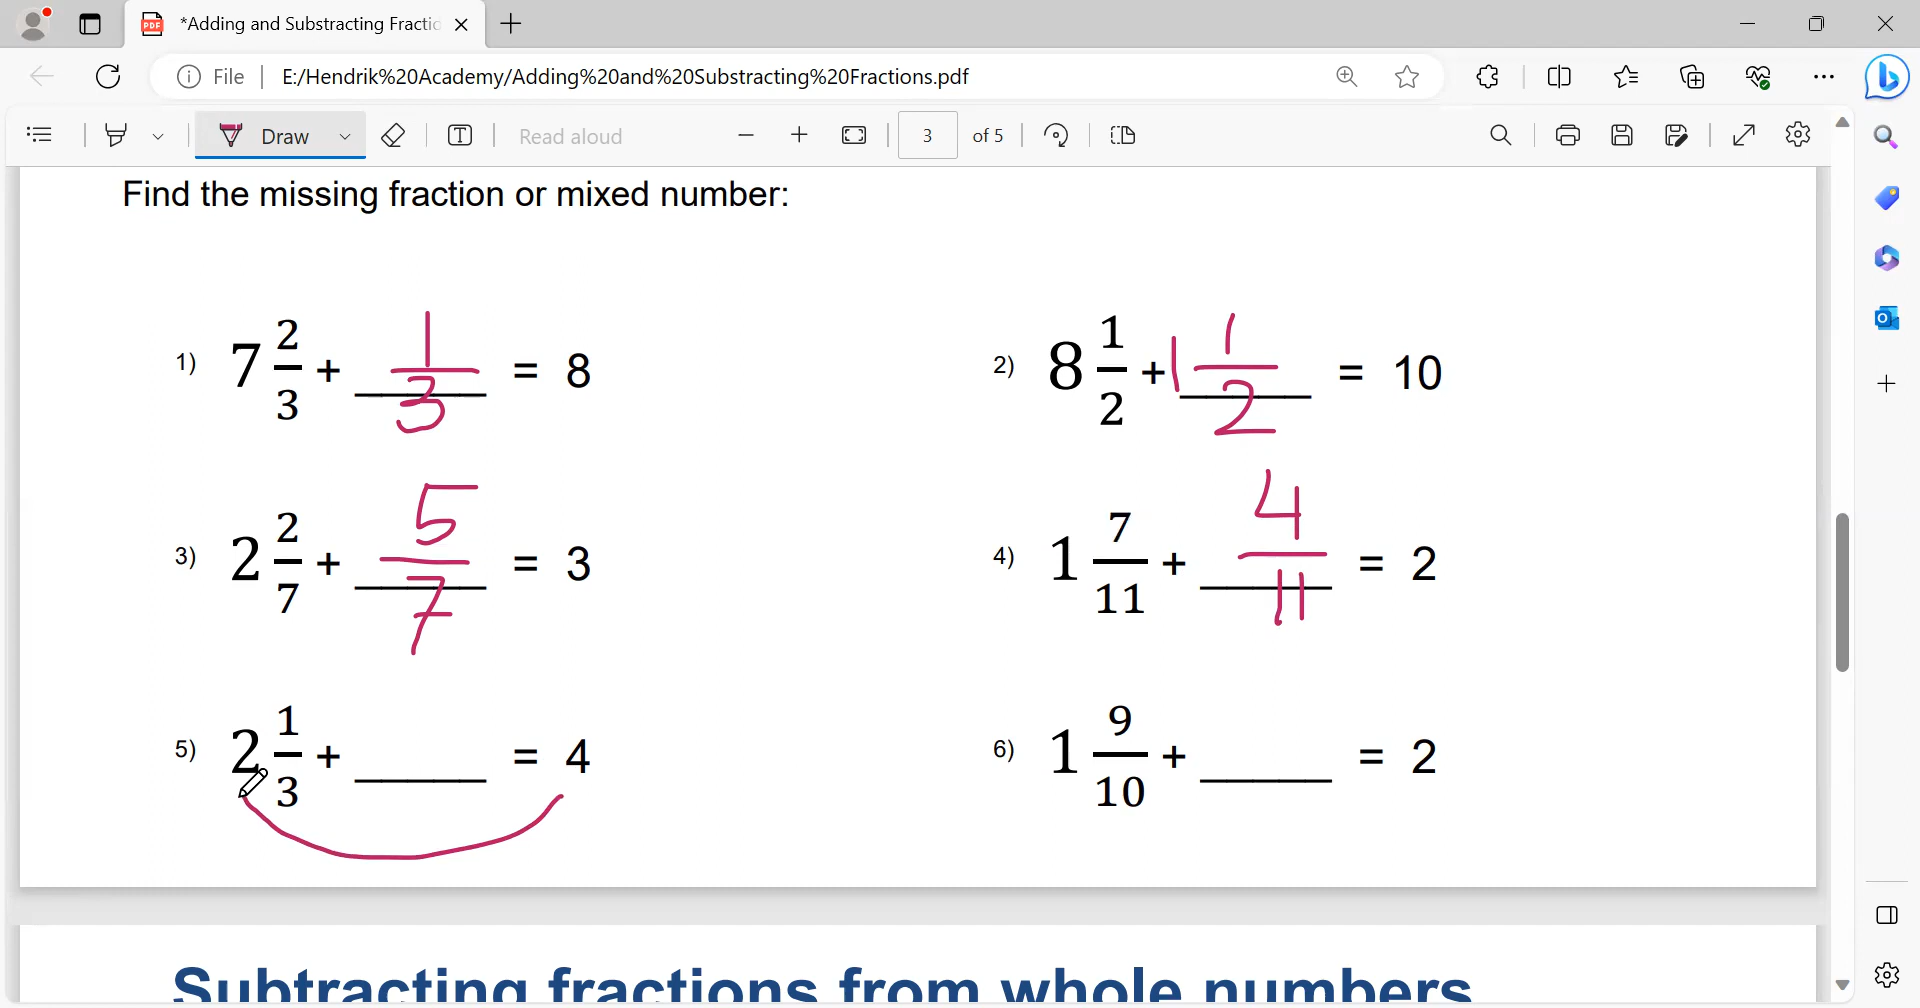 *Adding and Substracting Fractio
File
E:/Hendrik%20Academy/Adding%20and%20Substracting%20Fractions.pdf
Draw
Read aloud
3 of 5
Find the missing fraction or mixed number:
1) 7 2/3 + 1/3 = 8
2) 8 1/2 + 1 1/2 = 10
3) 2 2/7 + 5/7 = 3
4) 1 7/11 + 4/11 = 2
5) 2 1/3 + _____ = 4
6) 1 9/10 + _____ = 2
Subtracting fractions from whole numbers